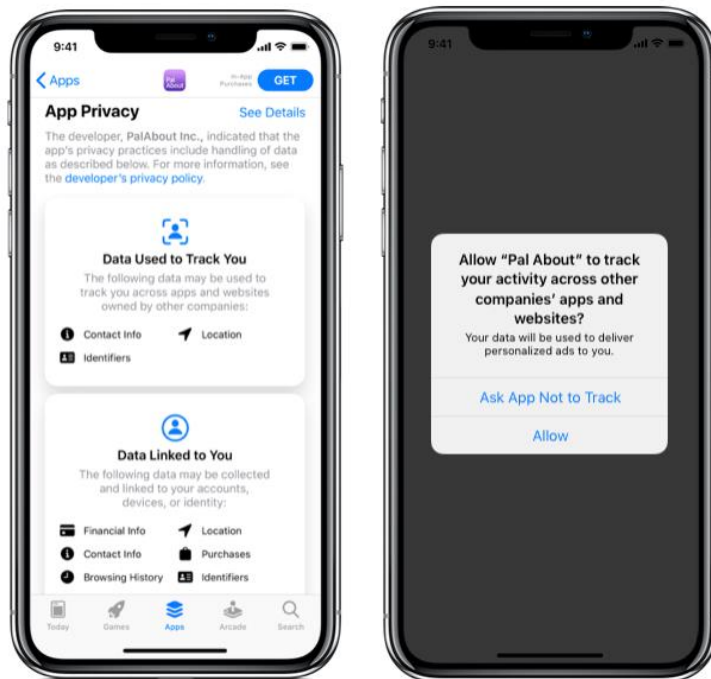 9:41
Apps
Pal About
In-App Purchases
GET
App Privacy
See Details
The developer, PalAbout Inc., indicated that the
app's privacy practices include handling of data
as described below. For more information, see
the developer's privacy policy.
Data Used to Track You
The following data may be used to
track you across apps and websites
owned by other companies:
Contact Info
Location
Identifiers
Data Linked to You
The following data may be collected
and linked to your accounts,
devices, or identity:
Financial Info
Location
Contact Info
Purchases
Browsing History
Identifiers
Today
Games
Apps
Arcade
Search
9:41
Allow “Pal About” to track
your activity across other
companies’ apps and
websites?
Your data will be used to deliver
personalized ads to you.
Ask App Not to Track
Allow